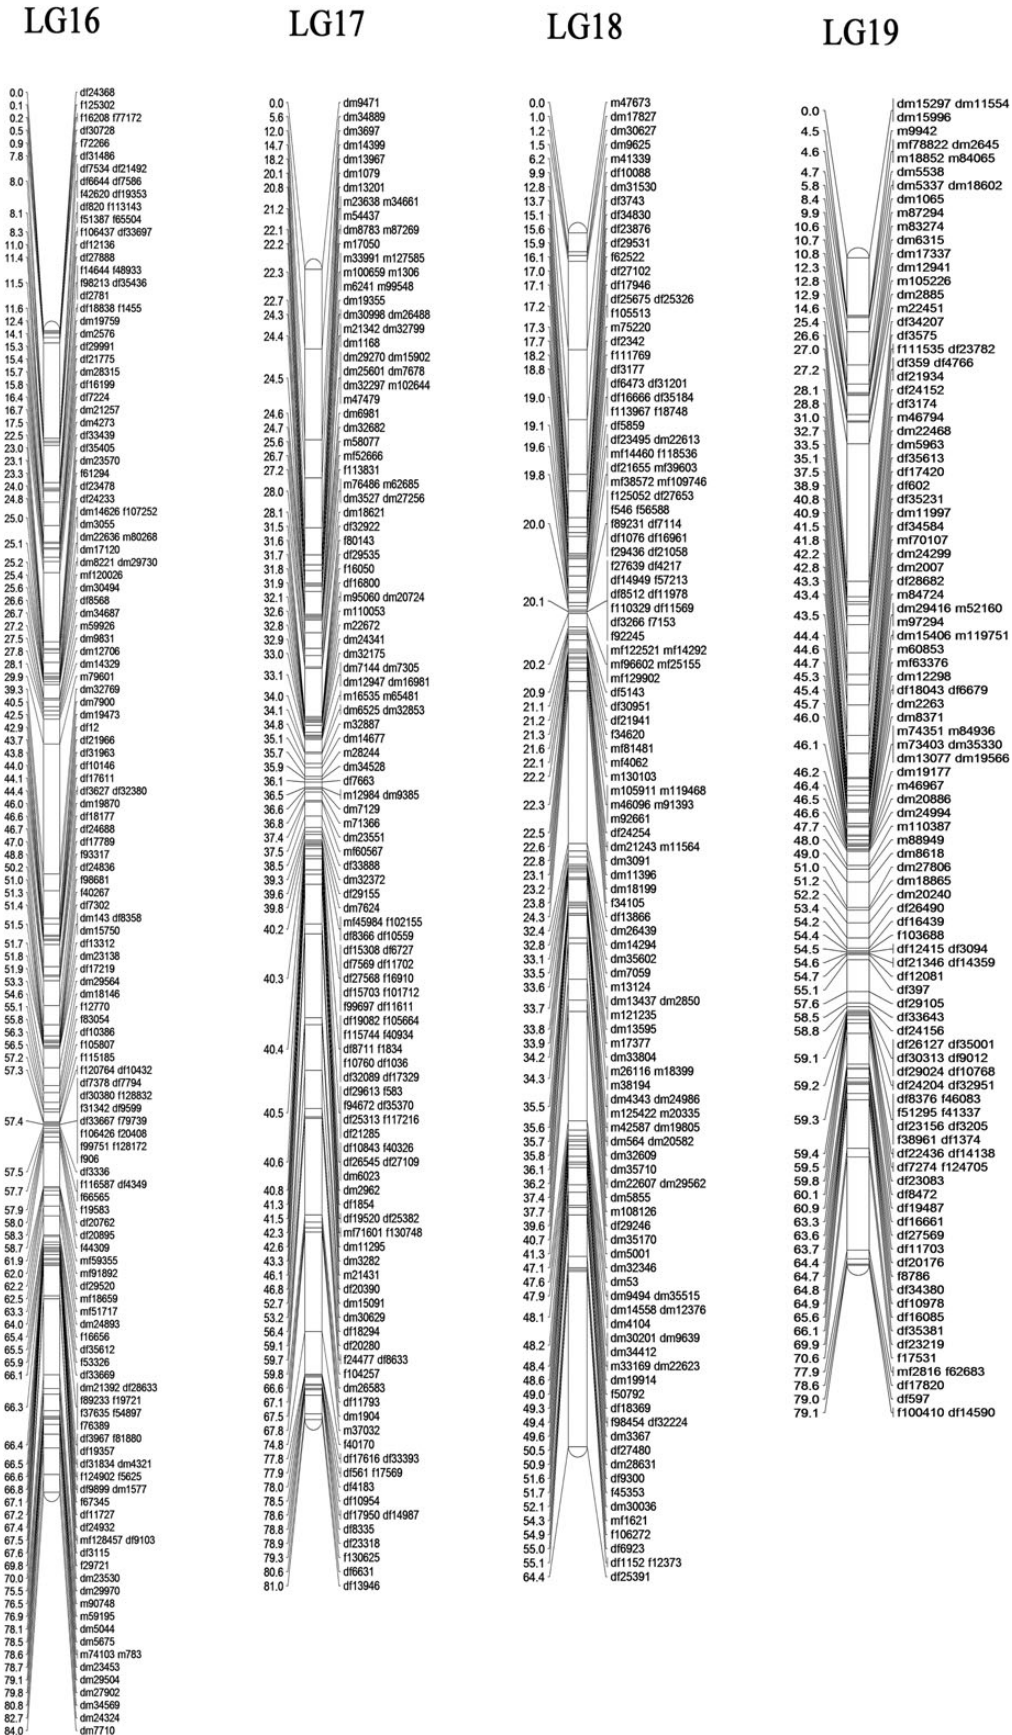 LG16
0.0 df24368
0.1 f125302
0.2 f16208 f77172
0.5 df30728
0.9 f72266
7.8 df31486
df7534 df21492
8.0 df6644 df7586
f42620 df19353
df820 f113143
8.1 f51387 f65504
8.3 f106437 df33697
11.0 df12136
11.4 df27888
f14644 f48933
11.5 f98213 df35436
df2781
11.6 df18838 f1455
12.4 dm19759
14.1 dm2576
15.3 df29991
15.4 df21775
15.7 dm28315
15.8 df16199
16.4 df7224
16.7 dm21257
17.5 dm4273
22.5 df33439
23.0 df35405
23.1 dm23570
23.3 f61294
24.0 df23478
24.8 df24233
25.0 dm14626 f107252
dm3055
25.1 dm22636 m80268
dm17120
25.2 dm8221 dm29730
25.4 mf120026
25.6 dm30494
26.6 df8568
26.7 dm34687
27.2 m59926
27.5 dm9831
27.8 dm12706
28.1 dm14329
29.9 m79601
39.3 dm32769
40.5 dm7900
42.5 dm19473
42.9 df12
43.7 df21966
43.8 df31963
44.0 df10146
44.1 df17611
44.4 df3627 df32380
46.0 dm19870
46.6 df18177
46.7 df24688
47.0 df17789
48.8 f93317
50.2 df24836
51.0 f98681
51.3 f40267
51.4 df7302
51.5 dm143 df8358
dm15750
51.7 df13312
51.8 dm23138
51.9 df17219
53.3 dm29564
54.6 dm18146
55.1 f12770
55.8 f83054
56.3 df10386
56.5 f105807
57.2 f115185
57.3 f120764 df10432
df7378 df7794
df30380 f128832
f31342 df9599
57.4 df33667 f79739
f106426 f20408
f99751 f128172
f906
57.5 df3336
57.7 f116587 df4349
f66565
57.9 f19583
58.0 df20762
58.3 df20895
58.7 f44309
61.9 mf59355
62.0 mf91892
62.2 df29520
62.5 mf18659
63.3 mf51717
64.0 dm24893
65.4 f16656
65.5 df35612
65.9 f53326
66.1 df33669
dm21392 df28633
66.3 f89233 f19721
f37635 f54897
f76389
66.4 df3967 f81880
df19357
66.5 df31834 dm4321
66.6 f124902 f5625
66.8 df9899 dm1577
67.1 f67345
67.2 df11727
67.4 df24932
67.5 mf128457 df9103
67.6 df3115
69.8 f29721
70.0 dm23530
75.5 dm29970
76.5 m90748
76.9 m59195
78.1 dm5044
78.5 dm5675
78.6 m74103 m783
78.7 dm23453
79.1 dm29504
79.8 dm27902
80.8 dm34569
82.7 dm24324
84.0 dm7710
LG17
0.0 dm9471
5.6 dm34889
12.0 dm3697
14.7 dm14399
18.2 dm13967
20.1 dm1079
20.8 dm13201
21.2 m23638 m34661
m54437
22.1 dm8783 m87269
22.2 m17050
m33991 m127585
22.3 m100659 m1306
m6241 m99548
22.7 dm19355
24.3 dm30998 dm26488
24.4 m21342 dm32799
dm1168
dm29270 dm15902
24.5 dm25601 dm7678
dm32297 m102644
m47479
24.6 dm6981
24.7 dm32682
25.6 m58077
26.7 mf52666
27.2 f113831
28.0 m76486 m62685
dm3527 dm27256
28.1 dm18621
31.5 df32922
31.6 f80143
31.7 df29535
31.8 f16050
31.9 df16800
32.1 m95060 dm20724
32.6 m110053
32.8 m22672
32.9 dm24341
33.0 dm32175
33.1 dm7144 dm7305
dm12947 dm16981
34.0 m16535 m65481
34.1 dm6525 dm32853
34.8 m32887
35.1 dm14677
35.7 m28244
35.9 dm34528
36.1 df7663
36.5 m12984 dm9385
36.6 dm7129
36.8 m71366
37.4 dm23551
37.5 mf60567
38.5 df33888
39.3 dm32372
39.6 df29155
39.8 dm7624
40.2 mf45984 f102155
df8366 df10559
df15308 df6727
df7569 df11702
40.3 df27568 f16910
df15703 f101712
f99697 df11611
df19082 f105664
f115744 f40934
40.4 df8711 f1834
f10760 df1036
df32089 df17329
df29613 f583
f94672 df35370
40.5 df25313 f117216
df21285
df10843 f40326
40.6 df26545 df27109
dm6023
40.8 dm2962
41.3 df1854
41.5 df19520 df25382
42.3 mf71601 f130748
42.6 dm11295
43.3 dm3282
46.1 m21431
46.8 df20390
52.7 dm15091
53.2 dm30629
56.4 df18294
59.1 df20280
59.7 f24477 df8633
59.8 f104257
66.6 dm26583
67.1 df11793
67.5 dm1904
67.8 m37032
74.8 f40170
77.8 df17616 df33393
77.9 df561 f17569
78.0 df4183
78.5 df10954
78.6 df17950 df14987
78.8 df8335
78.9 df23318
79.3 f130625
80.6 df6631
81.0 df13946
LG18
0.0 m47673
1.0 dm17827
1.2 dm30627
1.5 dm9625
6.2 m41339
9.9 df10088
12.8 dm31530
13.7 df3743
15.1 df34830
15.6 df23876
15.9 df29531
16.1 f62522
17.0 df27102
17.1 df17946
17.2 df25675 df25326
f105513
17.3 m75220
17.7 df2342
18.2 f111769
18.8 df3177
df6473 df31201
19.0 df16666 df35184
f113967 f18748
19.1 df5859
19.6 df23495 dm22613
mf14460 f118536
19.8 df21655 mf39603
mf38572 mf109746
f125052 df27653
f546 f56588
20.0 f89231 df7114
df1076 df16961
f29436 df21058
f27639 df4217
df14949 f57213
df8512 df11978
20.1 f110329 df11569
df3266 f7153
f92245
mf122521 mf14292
20.2 mf96602 mf25155
mf129902
20.9 df5143
21.1 df30951
21.2 df21941
21.3 f34620
21.6 mf81481
22.1 mf4062
22.2 m130103
m105911 m119468
22.3 m46096 m91393
m92661
22.5 df24254
22.6 dm21243 m11564
22.8 dm3091
23.1 dm11396
23.2 dm18199
23.8 f34105
24.3 df13866
32.4 dm26439
32.8 dm14294
33.1 dm35602
33.5 dm7059
33.6 m13124
33.7 dm13437 dm2850
m121235
33.8 dm13595
33.9 m17377
34.2 dm33804
34.3 m26116 m18399
m38194
35.5 dm4343 dm24986
m125422 m20335
35.6 m42587 dm19805
35.7 dm564 dm20582
35.8 dm32609
36.1 dm35710
36.2 dm22607 dm29562
37.4 dm5855
37.7 m108126
39.6 df29246
40.7 dm35170
41.3 dm5001
47.1 dm32346
47.6 dm53
47.9 dm9494 dm35515
48.1 dm14558 dm12376
dm4104
48.2 dm30201 dm9639
dm34412
48.4 m33169 dm22623
48.6 dm19914
49.0 f50792
49.3 df18369
49.4 f98454 df32224
49.6 dm3367
50.5 df27480
50.9 dm28631
51.6 df9300
51.7 f45353
52.1 dm30036
54.3 mf1621
54.9 f106272
55.0 df6923
55.1 df1152 f12373
64.4 df25391
LG19
dm15297 dm11554
0.0 dm15996
4.5 m9942
4.6 mf78822 dm2645
m18852 m84065
4.7 dm5538
5.8 dm5337 dm18602
8.4 dm1065
9.9 m87294
10.6 m83274
10.7 dm6315
10.8 dm17337
12.3 dm12941
12.8 m105226
12.9 dm2885
14.6 m22451
25.4 df34207
26.6 df3575
27.0 f111535 df23782
27.2 df359 df4766
df21934
28.1 df24152
28.8 df3174
31.0 m46794
32.7 dm22468
33.5 dm5963
35.1 df35613
37.5 df17420
38.9 df602
40.8 df35231
40.9 dm11997
41.5 df34584
41.8 mf70107
42.2 dm24299
42.8 dm2007
43.3 df28682
43.4 m84724
43.5 dm29416 m52160
m97294
44.4 dm15406 m119751
44.6 m60853
44.7 mf63376
45.3 dm12298
45.4 df18043 df6679
45.7 dm2263
46.0 dm8371
m74351 m84936
46.1 m73403 dm35330
dm13077 dm19566
46.2 dm19177
46.4 m46967
46.5 dm20886
46.6 dm24994
47.7 m110387
48.0 m88949
49.0 dm8618
51.0 dm27806
51.2 dm18865
52.2 dm20240
53.4 df26490
54.2 df16439
54.4 f103688
54.5 df12415 df3094
54.6 df21346 df14359
54.7 df12081
55.1 df397
57.6 df29105
58.5 df33643
58.8 df24156
df26127 df35001
59.1 df30313 df9012
df29024 df10768
59.2 df24204 df32951
df8376 f46083
f51295 f41337
59.3 df23156 df3205
f38961 df1374
59.4 df22436 df14138
59.5 df7274 f124705
59.8 df23083
60.1 df8472
60.9 df19487
63.3 df16661
63.6 df27569
63.7 df11703
64.4 df20176
64.7 f8786
64.8 df34380
64.9 df10978
65.6 df16085
66.1 df35381
69.9 df23219
70.6 f17531
77.9 mf2816 f62683
78.6 df17820
79.0 df597
79.1 f100410 df14590